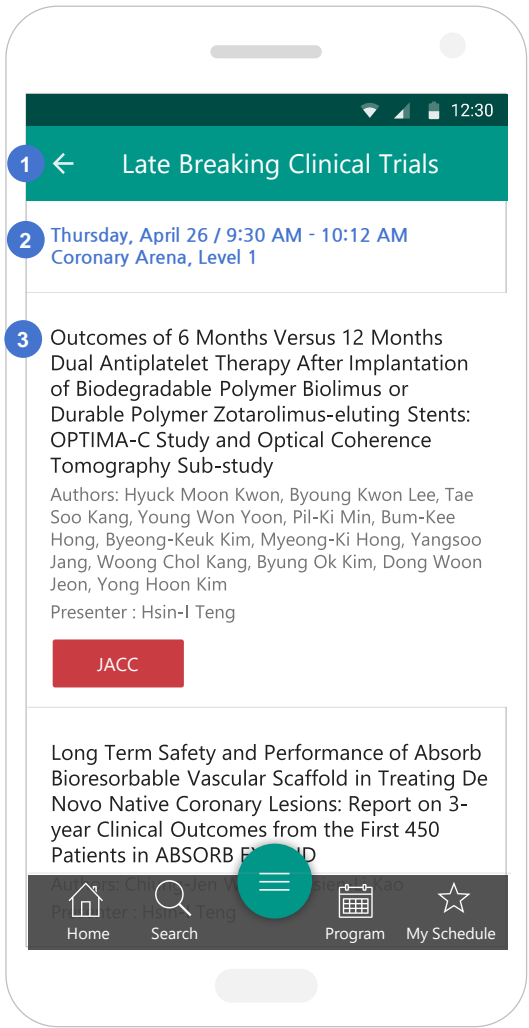 12:30
1
Late Breaking Clinical Trials
2
Thursday, April 26 / 9:30 AM - 10:12 AM
Coronary Arena, Level 1
3
Outcomes of 6 Months Versus 12 Months
Dual Antiplatelet Therapy After Implantation
of Biodegradable Polymer Biolimus or
Durable Polymer Zotarolimus-eluting Stents:
OPTIMA-C Study and Optical Coherence
Tomography Sub-study
Authors: Hyuck Moon Kwon, Byoung Kwon Lee, Tae
Soo Kang, Young Won Yoon, Pil-Ki Min, Bum-Kee
Hong, Byeong-Keuk Kim, Myeong-Ki Hong, Yangsoo
Jang, Woong Chol Kang, Byung Ok Kim, Dong Woon
Jeon, Yong Hoon Kim
Presenter : Hsin-I Teng
JACC
Long Term Safety and Performance of Absorb
Bioresorbable Vascular Scaffold in Treating De
Novo Native Coronary Lesions: Report on 3-
year Clinical Outcomes from the First 450
Patients in ABSORB
Authors: Kao
Presenter : Hsin-I Teng
Home
Search
Program
My Schedule